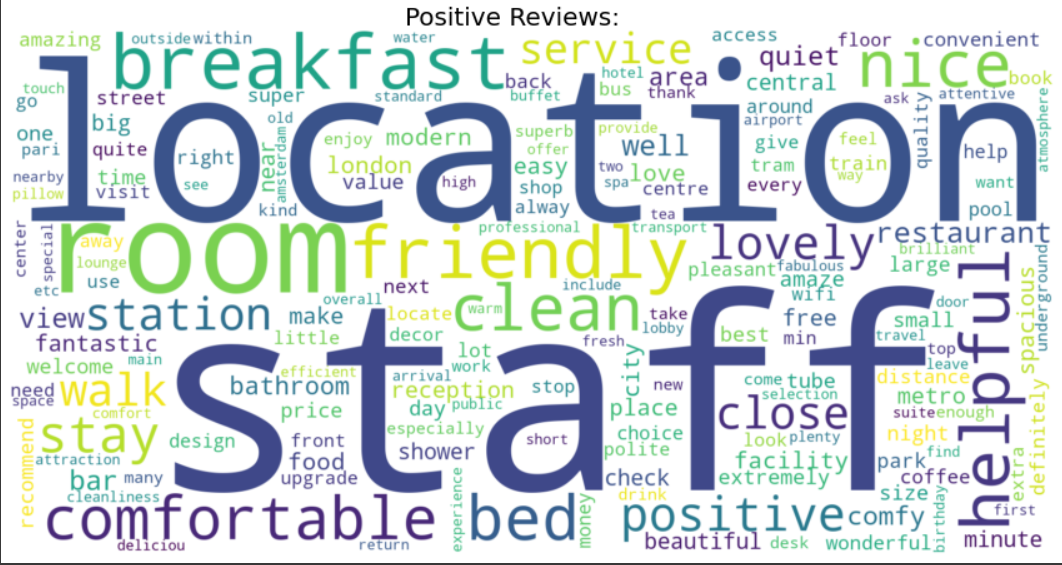 Positive Reviews:
amazing
outside
within
water
access
floor
convenient
breakfast
service
quiet
nice
touch
go
street
super
standard
back
hotel
buffet
bus
area
thank
central
book
location
one
big
old
enjoy
modern
superb
offer
provide
well
around
airport
ask
attentive
quality
atmosphere
pari
quite
right
near
amsterdam
london
easy
two
love
give
feel
help
nearby
time
see
value
high
shop
spa
centre
tram
train
way
pillow
visit
kind
alway
tea
every
want
pool
room
friendly
professional
transport
lovely
restaurant
center
special
away
lounge
pleasant
fabulous
brilliant
large
underground
etc
use
next
include
amaze
wifi
helpful
spacious
view
station
make
overall
locate
clean
warm
take
lobby
free
door
small
fantastic
little
decor
fresh
best
min
travel
staff
welcome
main
lot
work
city
top
leave
need
space
walk
efficient
bathroom
arrival
reception
stop
new
come
tube
distance
comfort
price
day
public
place
close
selection
metro
suite
enough
recommend
stay
design
front
especially
short
choice
polite
look
plenty
night
find
definitely
attraction
food
shower
facility
park
bar
many
upgrade
check
extremely
coffee
extra
cleanliness
experience
money
drink
size
first
comfortable
bed
positive
comfy
birthday
deliciou
return
beautiful
desk
wonderful
minute